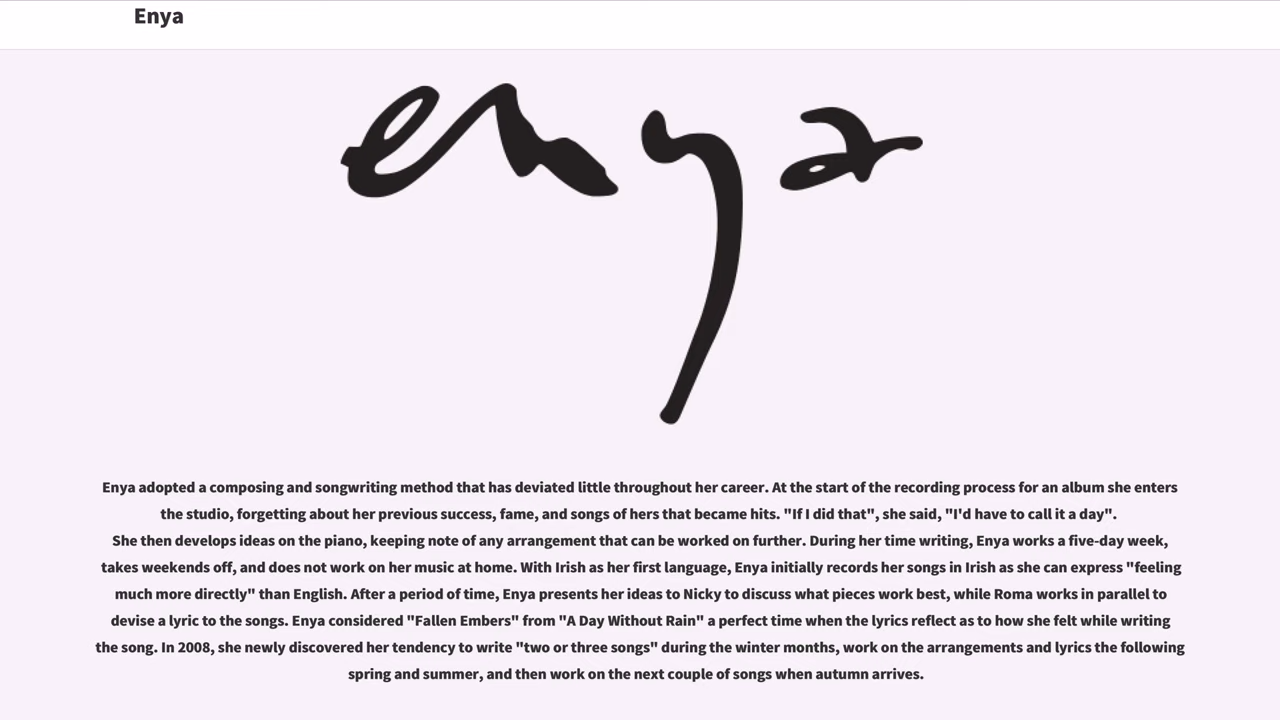 Enya
enya
Enya adopted a composing and songwriting method that has deviated little throughout her career. At the start of the recording process for an album she enters
the studio, forgetting about her previous success, fame, and songs of hers that became hits. "If I did that", she said, "I'd have to call it a day".
She then develops ideas on the piano, keeping note of any arrangement that can be worked on further. During her time writing, Enya works a five-day week,
takes weekends off, and does not work on her music at home. With Irish as her first language, Enya initially records her songs in Irish as she can express "feeling
much more directly" than English. After a period of time, Enya presents her ideas to Nicky to discuss what pieces work best, while Roma works in parallel to
devise a lyric to the songs. Enya considered "Fallen Embers" from "A Day Without Rain" a perfect time when the lyrics reflect as to how she felt while writing
the song. In 2008, she newly discovered her tendency to write "two or three songs" during the winter months, work on the arrangements and lyrics the following
spring and summer, and then work on the next couple of songs when autumn arrives.